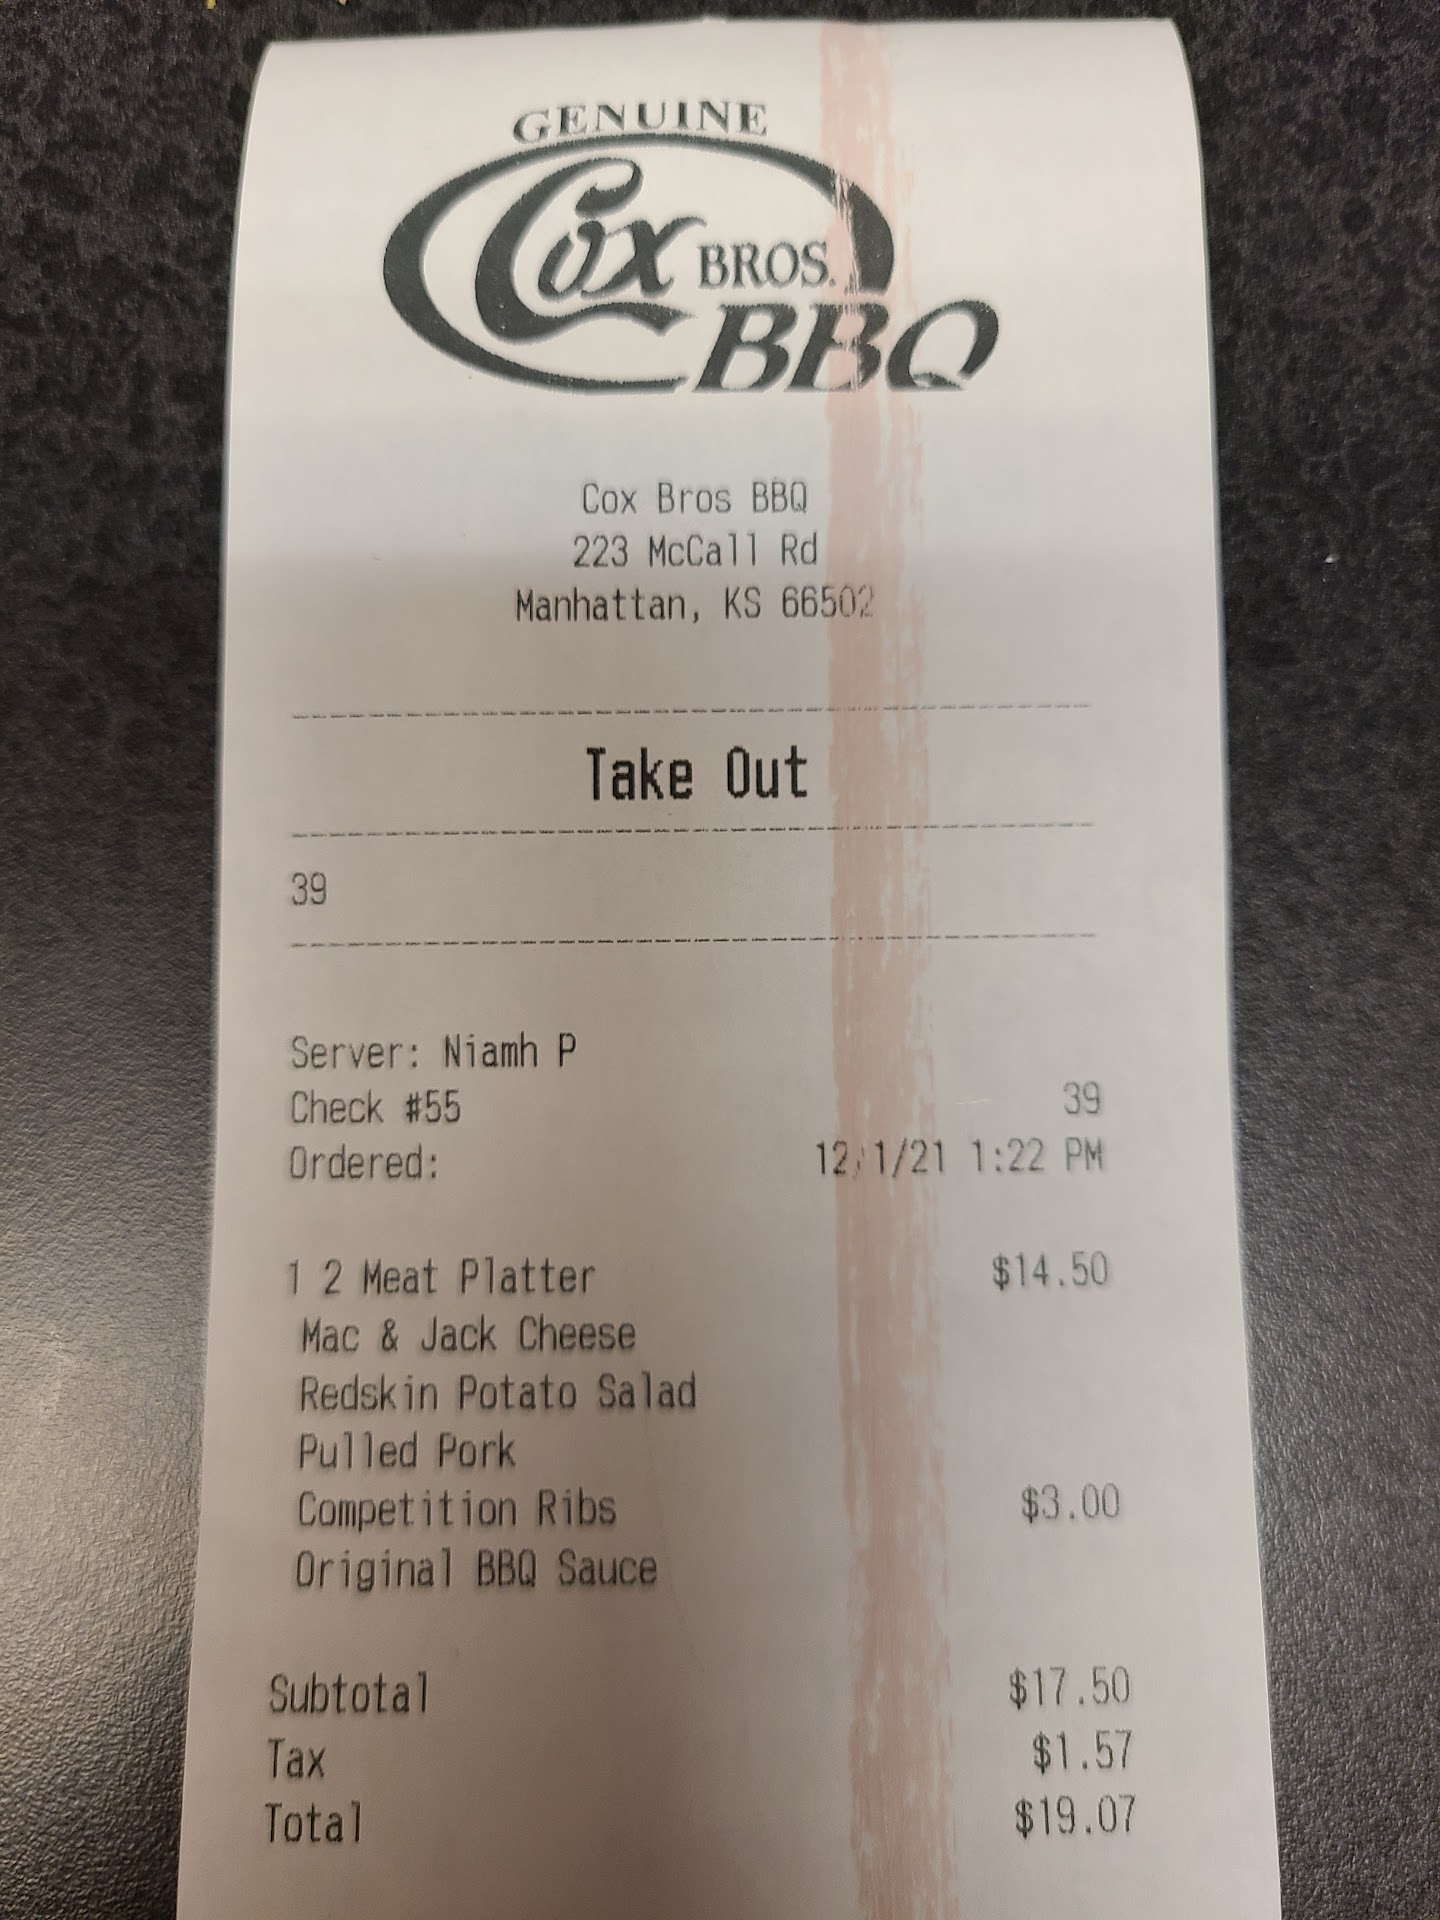 GENUINE
Cox BROS.
BBQ
Cox Bros BBQ
223 McCall Rd
Manhattan, KS 66502
Take Out
39
Server: Niamh P
Check #55 39
Ordered: 12/1/21 1:22 PM
1 2 Meat Platter $14.50
Mac & Jack Cheese
Redskin Potato Salad
Pulled Pork
Competition Ribs $3.00
Original BBQ Sauce
Subtotal $17.50
Tax $1.57
Total $19.07